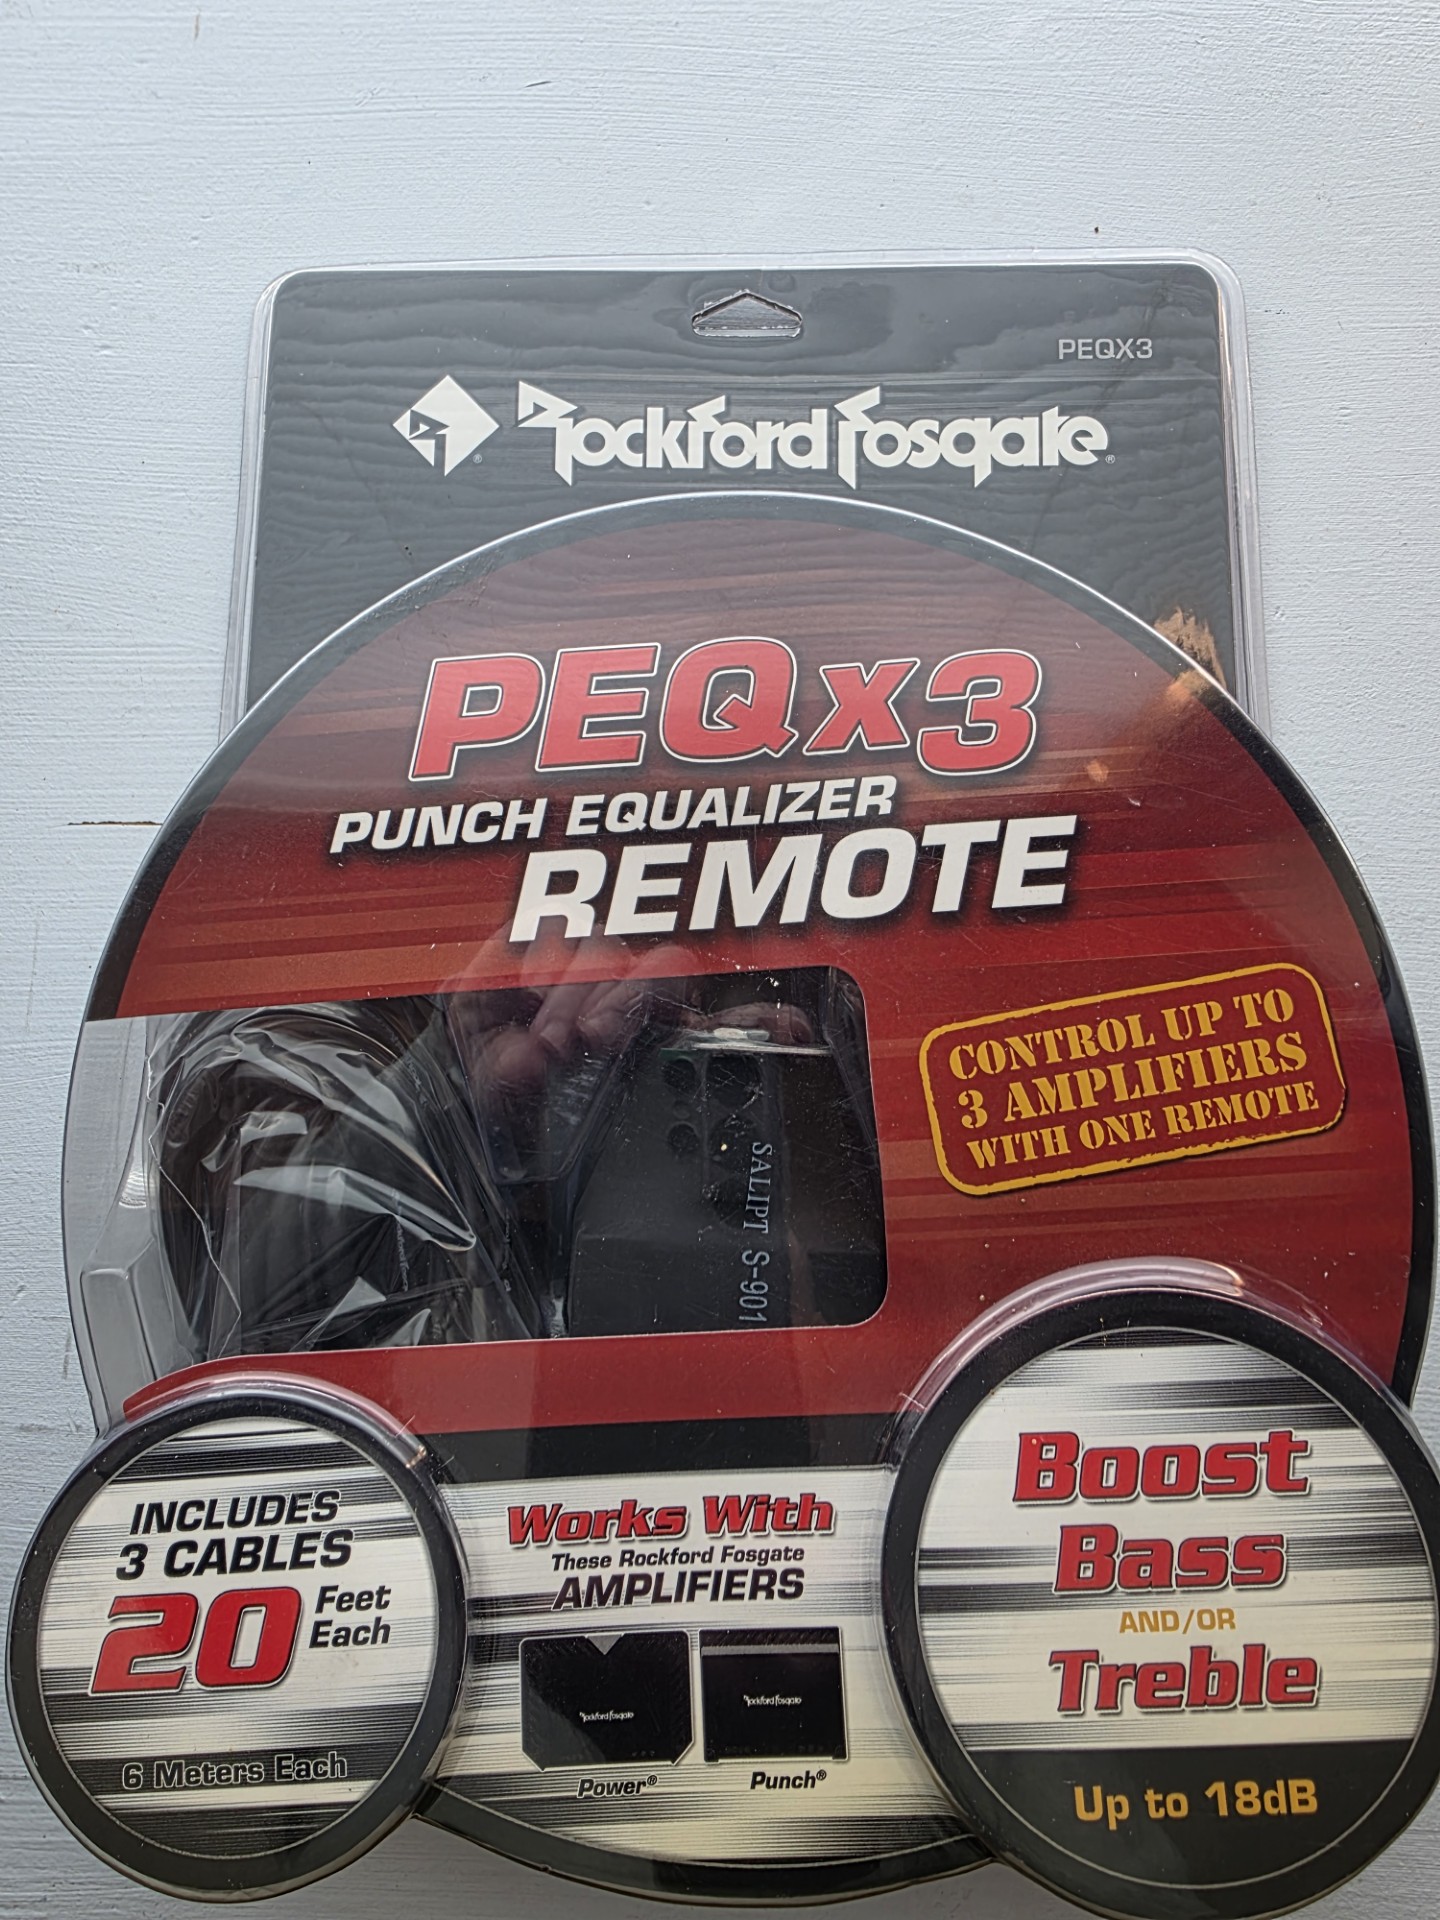 PEQX3
Rockford Fosgate®
PEQx3
PUNCH EQUALIZER
REMOTE
CONTROL UP TO
3 AMPLIFIERS
WITH ONE REMOTE
SALIPT S-901
INCLUDES
3 CABLES
20 Feet
Each
6 Meters Each
Works With
These Rockford Fosgate
AMPLIFIERS
Rockford Fosgate
Rockford Fosgate
Power®
Punch®
Boost
Bass
AND/OR
Treble
Up to 18dB